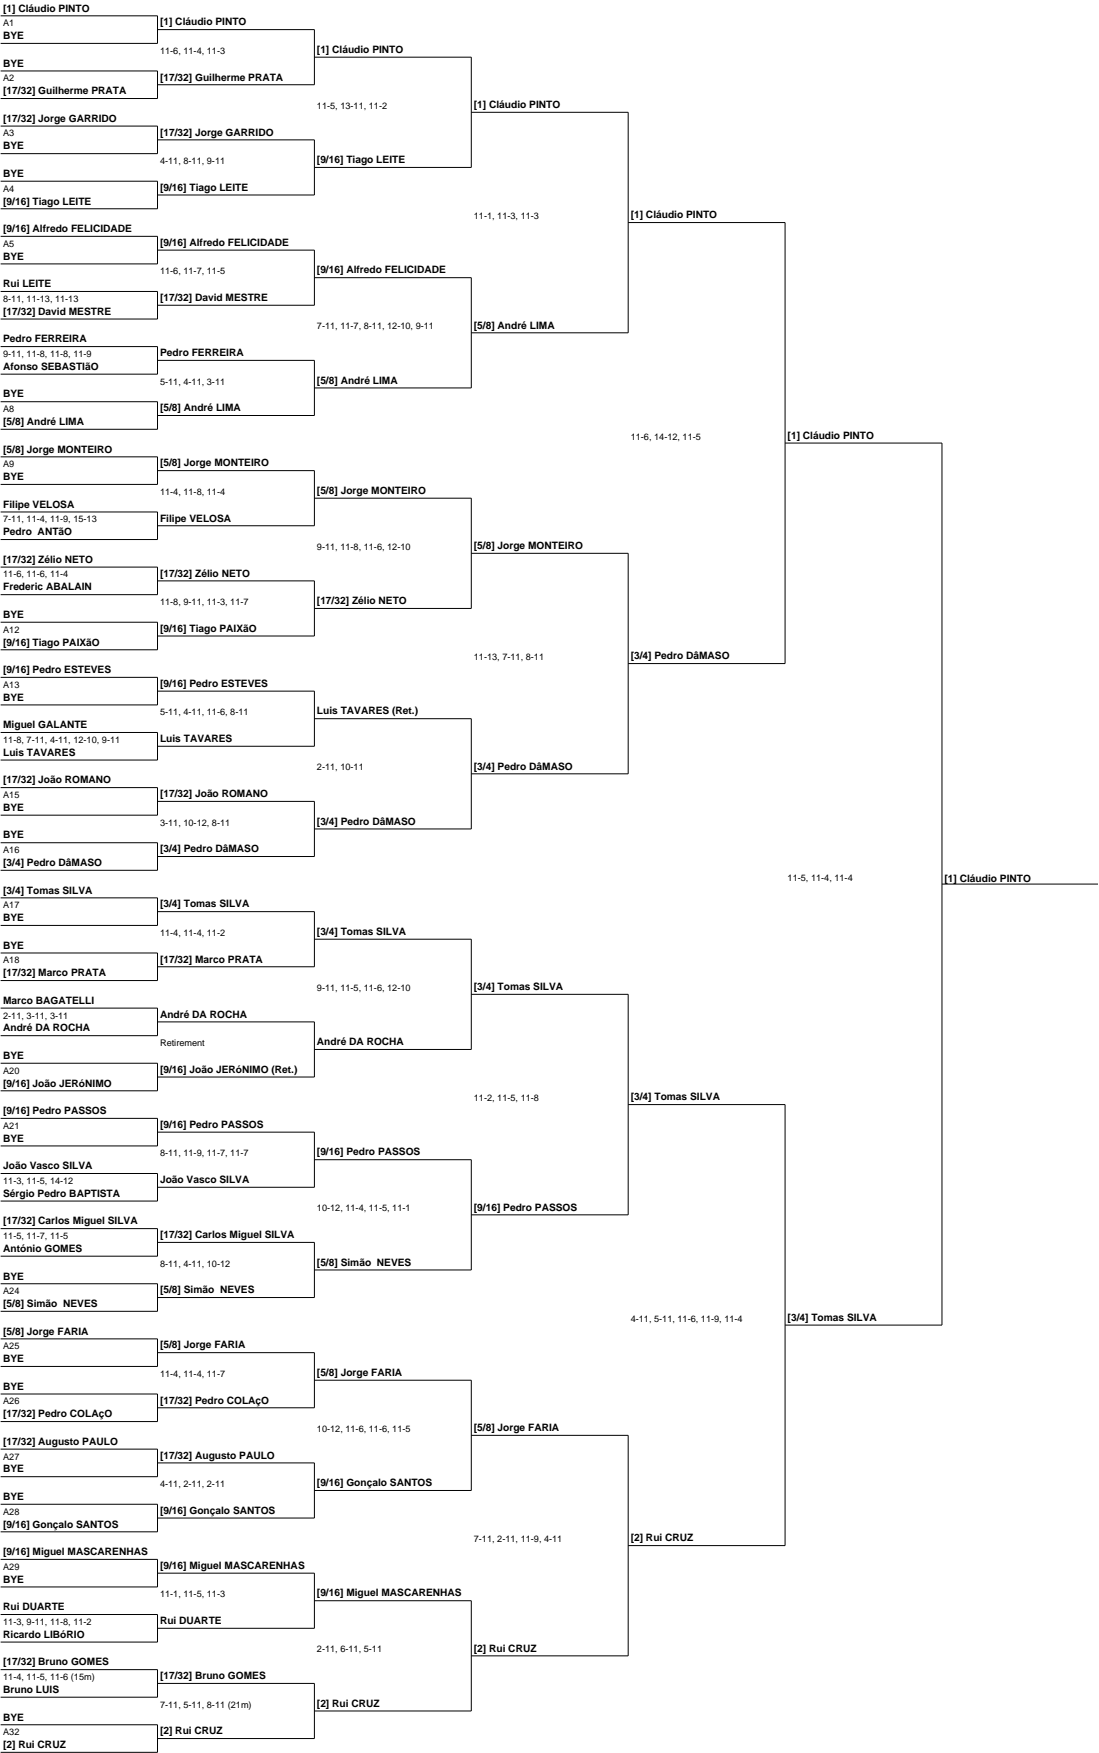 [1] Cláudio PINTO
A1
BYE
BYE
A2
[17/32] Guilherme PRATA
[17/32] Jorge GARRIDO
A3
BYE
BYE
A4
[9/16] Tiago LEITE
[9/16] Alfredo FELICIDADE
A5
BYE
Rui LEITE
8-11, 11-13, 11-13
[17/32] David MESTRE
Pedro FERREIRA
9-11, 11-8, 11-8, 11-9
Afonso SEBASTIãO
BYE
A8
[5/8] André LIMA
[5/8] Jorge MONTEIRO
A9
BYE
Filipe VELOSA
7-11, 11-4, 11-9, 15-13
Pedro  ANTãO
[17/32] Zélio NETO
11-6, 11-6, 11-4
Frederic ABALAIN
BYE
A12
[9/16] Tiago PAIXãO
[9/16] Pedro ESTEVES
A13
BYE
Miguel GALANTE
11-8, 7-11, 4-11, 12-10, 9-11
Luis TAVARES
[17/32] João ROMANO
A15
BYE
BYE
A16
[3/4] Pedro DâMASO
[3/4] Tomas SILVA
A17
BYE
BYE
A18
[17/32] Marco PRATA
Marco BAGATELLI
2-11, 3-11, 3-11
André DA ROCHA
BYE
A20
[9/16] João JERóNIMO
[9/16] Pedro PASSOS
A21
BYE
João Vasco SILVA
11-3, 11-5, 14-12
Sérgio Pedro BAPTISTA
[17/32] Carlos Miguel SILVA
11-5, 11-7, 11-5
António GOMES
BYE
A24
[5/8] Simão  NEVES
[5/8] Jorge FARIA
A25
BYE
BYE
A26
[17/32] Pedro COLAçO
[17/32] Augusto PAULO
A27
BYE
BYE
A28
[9/16] Gonçalo SANTOS
[9/16] Miguel MASCARENHAS
A29
BYE
Rui DUARTE
11-3, 9-11, 11-8, 11-2
Ricardo LIBóRIO
[17/32] Bruno GOMES
11-4, 11-5, 11-6 (15m)
Bruno LUIS
BYE
A32
[2] Rui CRUZ
[1] Cláudio PINTO
11-6, 11-4, 11-3
[17/32] Guilherme PRATA
[17/32] Jorge GARRIDO
4-11, 8-11, 9-11
[9/16] Tiago LEITE
[9/16] Alfredo FELICIDADE
11-6, 11-7, 11-5
[17/32] David MESTRE
Pedro FERREIRA
5-11, 4-11, 3-11
[5/8] André LIMA
[5/8] Jorge MONTEIRO
11-4, 11-8, 11-4
Filipe VELOSA
[17/32] Zélio NETO
11-8, 9-11, 11-3, 11-7
[9/16] Tiago PAIXãO
[9/16] Pedro ESTEVES
5-11, 4-11, 11-6, 8-11
Luis TAVARES
[17/32] João ROMANO
3-11, 10-12, 8-11
[3/4] Pedro DâMASO
[3/4] Tomas SILVA
11-4, 11-4, 11-2
[17/32] Marco PRATA
André DA ROCHA
Retirement
[9/16] João JERóNIMO (Ret.)
[9/16] Pedro PASSOS
8-11, 11-9, 11-7, 11-7
João Vasco SILVA
[17/32] Carlos Miguel SILVA
8-11, 4-11, 10-12
[5/8] Simão  NEVES
[5/8] Jorge FARIA
11-4, 11-4, 11-7
[17/32] Pedro COLAçO
[17/32] Augusto PAULO
4-11, 2-11, 2-11
[9/16] Gonçalo SANTOS
[9/16] Miguel MASCARENHAS
11-1, 11-5, 11-3
Rui DUARTE
[17/32] Bruno GOMES
7-11, 5-11, 8-11 (21m)
[2] Rui CRUZ
[1] Cláudio PINTO
11-5, 13-11, 11-2
[9/16] Tiago LEITE
[9/16] Alfredo FELICIDADE
7-11, 11-7, 8-11, 12-10, 9-11
[5/8] André LIMA
[5/8] Jorge MONTEIRO
9-11, 11-8, 11-6, 12-10
[17/32] Zélio NETO
Luis TAVARES (Ret.)
2-11, 10-11
[3/4] Pedro DâMASO
[3/4] Tomas SILVA
9-11, 11-5, 11-6, 12-10
André DA ROCHA
[9/16] Pedro PASSOS
10-12, 11-4, 11-5, 11-1
[5/8] Simão  NEVES
[5/8] Jorge FARIA
10-12, 11-6, 11-6, 11-5
[9/16] Gonçalo SANTOS
[9/16] Miguel MASCARENHAS
2-11, 6-11, 5-11
[2] Rui CRUZ
[1] Cláudio PINTO
11-1, 11-3, 11-3
[5/8] André LIMA
[5/8] Jorge MONTEIRO
11-13, 7-11, 8-11
[3/4] Pedro DâMASO
[3/4] Tomas SILVA
11-2, 11-5, 11-8
[9/16] Pedro PASSOS
[5/8] Jorge FARIA
7-11, 2-11, 11-9, 4-11
[2] Rui CRUZ
[1] Cláudio PINTO
11-6, 14-12, 11-5
[3/4] Pedro DâMASO
[3/4] Tomas SILVA
4-11, 5-11, 11-6, 11-9, 11-4
[2] Rui CRUZ
[1] Cláudio PINTO
11-5, 11-4, 11-4
[3/4] Tomas SILVA
[1] Cláudio PINTO